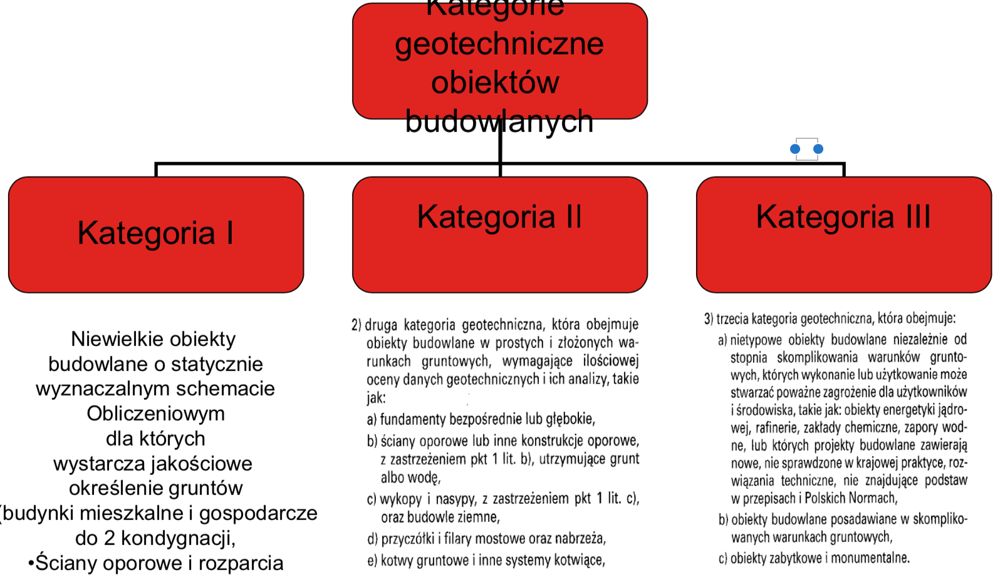 Kategorie
geotechniczne
obiektów
budowlanych
Kategoria I
Kategoria II
Kategoria III
Niewielkie obiekty
budowlane o statycznie
wyznaczalnym schemacie
Obliczeniowym
dla których
wystarcza jakościowe
określenie gruntów
(budynki mieszkalne i gospodarcze
do 2 kondygnacji,
•Ściany oporowe i rozparcia
2) druga kategoria geotechniczna, która obejmuje
obiekty budowlane w prostych i złożonych wa-
runkach gruntowych, wymagające ilościowej
oceny danych geotechnicznych i ich analizy, takie
jak:
a) fundamenty bezpośrednie lub głębokie,
b) ściany oporowe lub inne konstrukcje oporowe,
z zastrzeżeniem pkt 1 lit. b), utrzymujące grunt
albo wodę,
c) wykopy i nasypy, z zastrzeżeniem pkt 1 lit. c),
oraz budowle ziemne,
d) przyczółki i filary mostowe oraz nabrzeża,
e) kotwy gruntowe i inne systemy kotwiące,
3) trzecia kategoria geotechniczna, która obejmuje:
a) nietypowe obiekty budowlane niezależnie od
stopnia skomplikowania warunków grunto-
wych, których wykonanie lub użytkowanie może
stwarzać poważne zagrożenie dla użytkowników
i środowiska, takie jak: obiekty energetyki jądro-
wej, rafinerie, zakłady chemiczne, zapory wod-
ne, lub których projekty budowlane zawierają
nowe, nie sprawdzone w krajowej praktyce, roz-
wiązania techniczne, nie znajdujące podstaw
w przepisach i Polskich Normach,
b) obiekty budowlane posadawiane w skompliko-
wanych warunkach gruntowych,
c) obiekty zabytkowe i monumentalne.